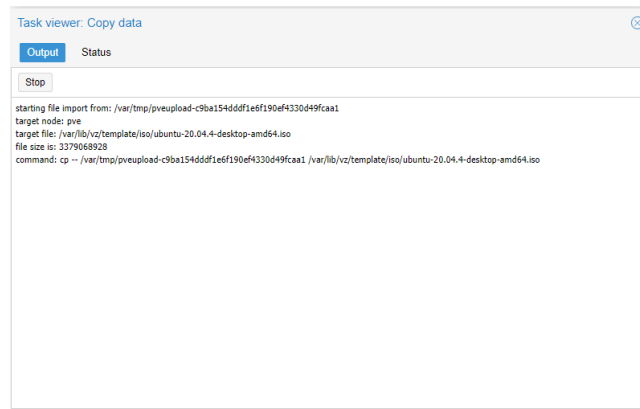 Task viewer: Copy data
Output Status
Stop
starting file import from: /var/tmp/pveupload-c9ba154dddf1e6f190ef4330d49fcaa1
target node: pve
target file: /var/lib/vz/template/iso/ubuntu-20.04.4-desktop-amd64.iso
file size is: 3379068928
command: cp -- /var/tmp/pveupload-c9ba154dddf1e6f190ef4330d49fcaa1 /var/lib/vz/template/iso/ubuntu-20.04.4-desktop-amd64.iso